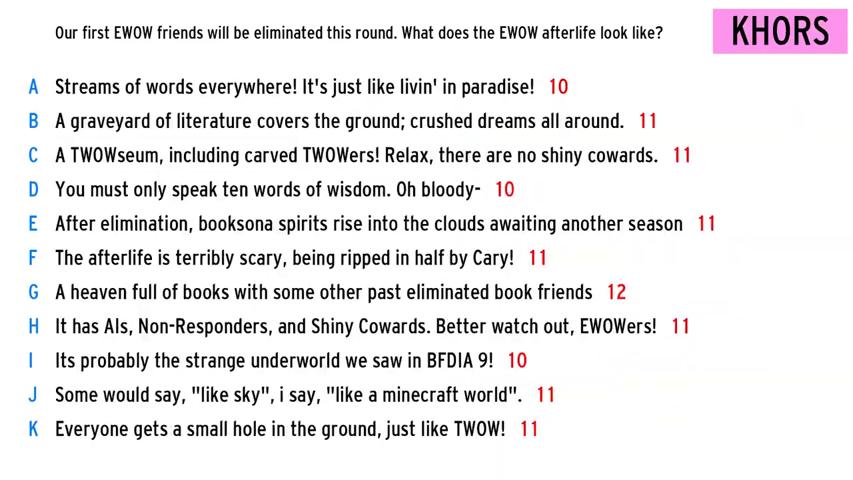 Our first EWOW friends will be eliminated this round. What does the EWOW afterlife look like?
KHORS
A Streams of words everywhere! It's just like livin' in paradise! 10
B A graveyard of literature covers the ground; crushed dreams all around. 11
C A TWOWseum, including carved TWOWers! Relax, there are no shiny cowards. 11
D You must only speak ten words of wisdom. Oh bloody- 10
E After elimination, booksona spirits rise into the clouds awaiting another season 11
F The afterlife is terribly scary, being ripped in half by Cary! 11
G A heaven full of books with some other past eliminated book friends 12
H It has AIs, Non-Responders, and Shiny Cowards. Better watch out, EWOWers! 11
I Its probably the strange underworld we saw in BFDIA 9! 10
J Some would say, "like sky", i say, "like a minecraft world". 11
K Everyone gets a small hole in the ground, just like TWOW! 11